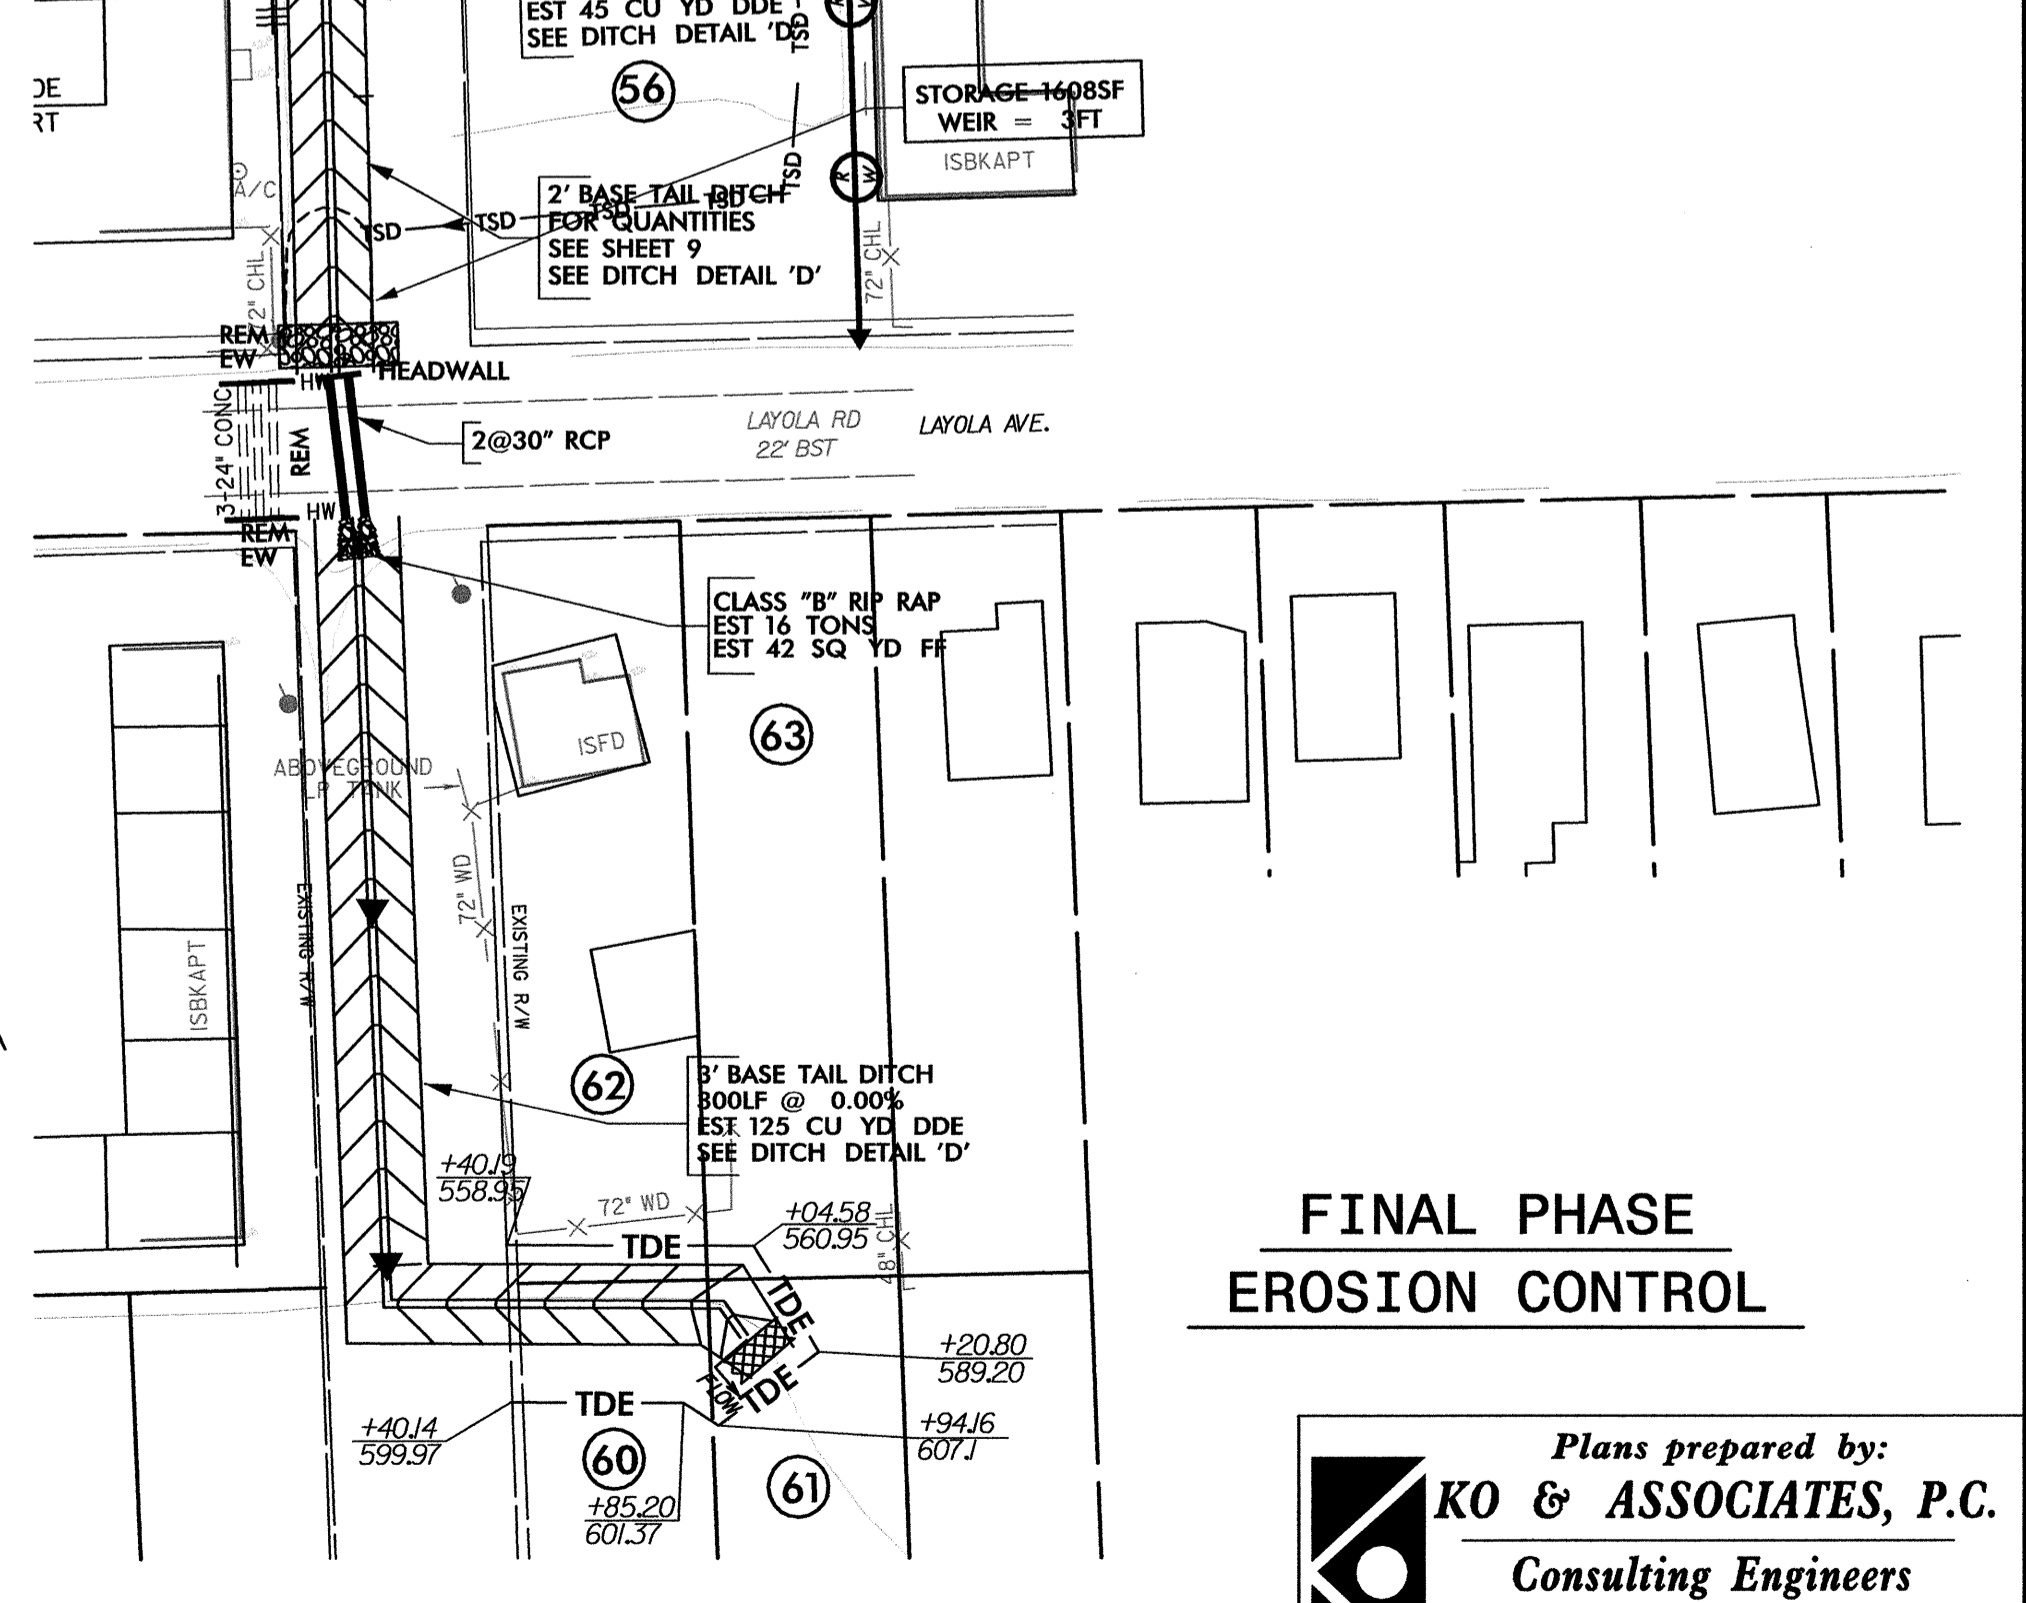 EST 45 CU YD DDE
SEE DITCH DETAIL 'D'
TSD
56
STORAGE 1608SF
WEIR = 3FT
ISBKAPT
R
W
TSD
A/C
2' BASE TAIL DITCH
FOR QUANTITIES
SEE SHEET 9
SEE DITCH DETAIL 'D'
TSD
TSD
TSD
TSD
72" CHL
72" CHL
REM
EW
HEADWALL
HW
3-24" CONC
REM
2@30" RCP
LAYOLA RD
22' BST
LAYOLA AVE.
HW
REM
EW
CLASS "B" RIP RAP
EST 16 TONS
EST 42 SQ YD FF
63
ISFD
ABOVEGROUND
LP TANK
72" WD
EXISTING R/W
EXISTING R/W
ISBKAPT
62
3' BASE TAIL DITCH
300LF @ 0.00%
EST 125 CU YD DDE
SEE DITCH DETAIL 'D'
+40.19
558.95
72" WD
+04.58
560.95
48" CHL
TDE
TDE
TDE
FLOW
+20.80
589.20
+94.16
607.1
TDE
+40.14
599.97
60
61
+85.20
601.37
FINAL PHASE
EROSION CONTROL
Plans prepared by:
KO & ASSOCIATES, P.C.
Consulting Engineers